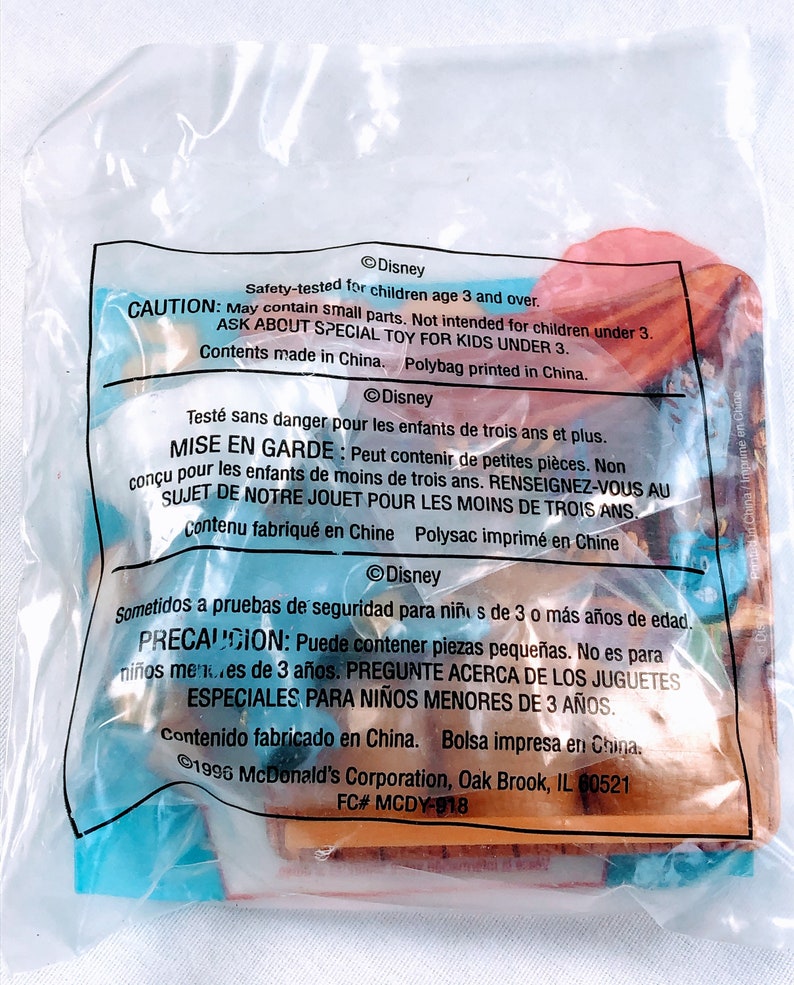 ©Disney
Safety-tested for children age 3 and over.
CAUTION: May contain small parts. Not intended for children under 3.
ASK ABOUT SPECIAL TOY FOR KIDS UNDER 3.
Contents made in China. Polybag printed in China.
©Disney
Testé sans danger pour les enfants de trois ans et plus.
MISE EN GARDE : Peut contenir de petites pièces. Non
conçu pour les enfants de moins de trois ans. RENSEIGNEZ-VOUS AU
SUJET DE NOTRE JOUET POUR LES MOINS DE TROIS ANS.
Contenu fabriqué en Chine Polysac imprimé en Chine
©Disney
Sometidos a pruebas de seguridad para niños de 3 o más años de edad.
PRECAUCION: Puede contener piezas pequeñas. No es para
niños menores de 3 años. PREGUNTE ACERCA DE LOS JUGUETES
ESPECIALES PARA NIÑOS MENORES DE 3 AÑOS.
Contenido fabricado en China. Bolsa impresa en China.
©1996 McDonald's Corporation, Oak Brook, IL 60521
FC# MCDY-918
© Disney Printed in China / Imprimé en Chine